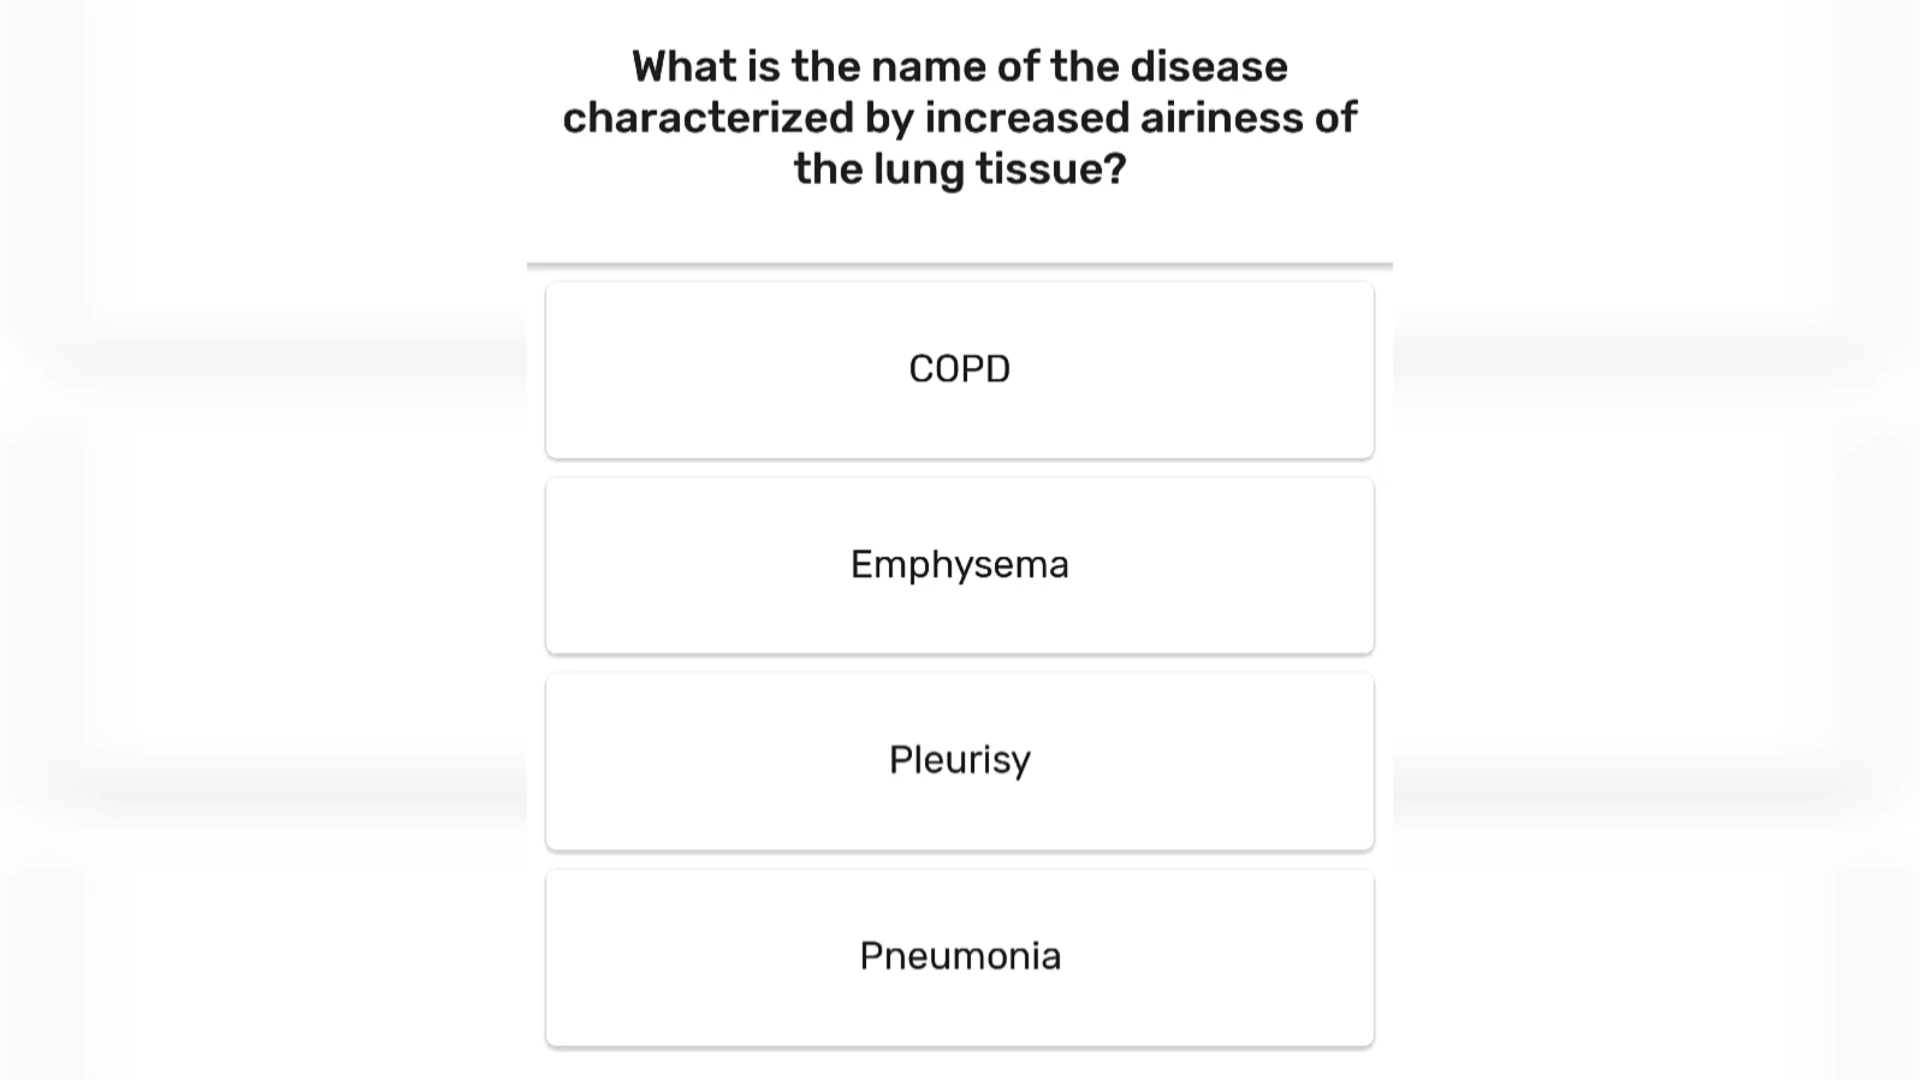 What is the name of the disease
characterized by increased airiness of
the lung tissue?
COPD
Emphysema
Pleurisy
Pneumonia